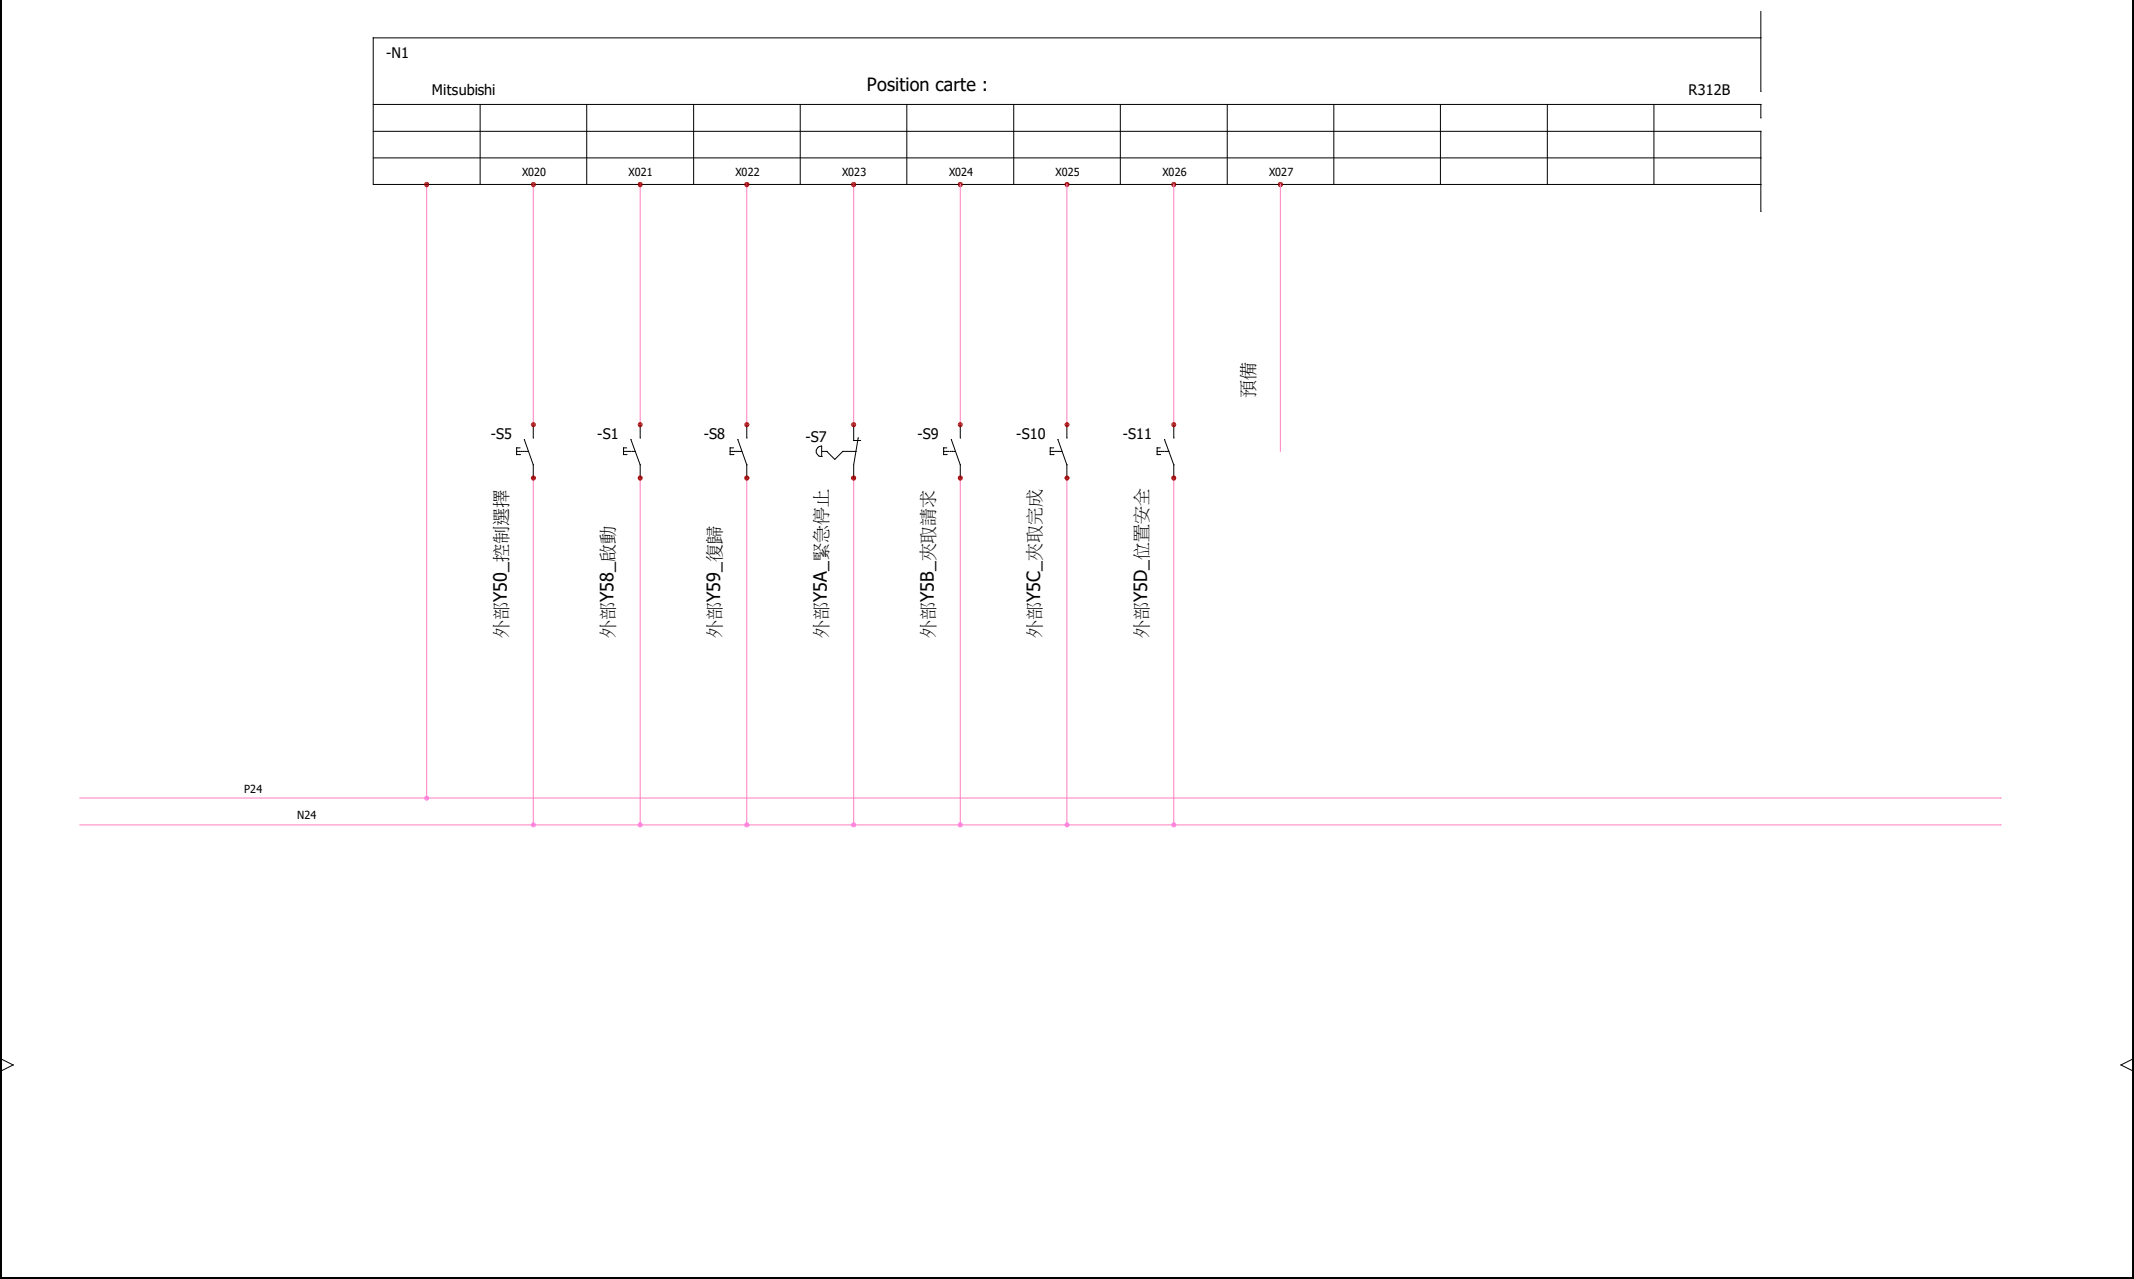 -N1
Mitsubishi
Position carte :
R312B
X020
X021
X022
X023
X024
X025
X026
X027
預備
-S5
-S1
-S8
-S7
-S9
-S10
-S11
外部Y50_控制選擇
外部Y58_啟動
外部Y59_復歸
外部Y5A_緊急停止
外部Y5B_夾取請求
外部Y5C_夾取完成
外部Y5D_位置安全
P24
N24